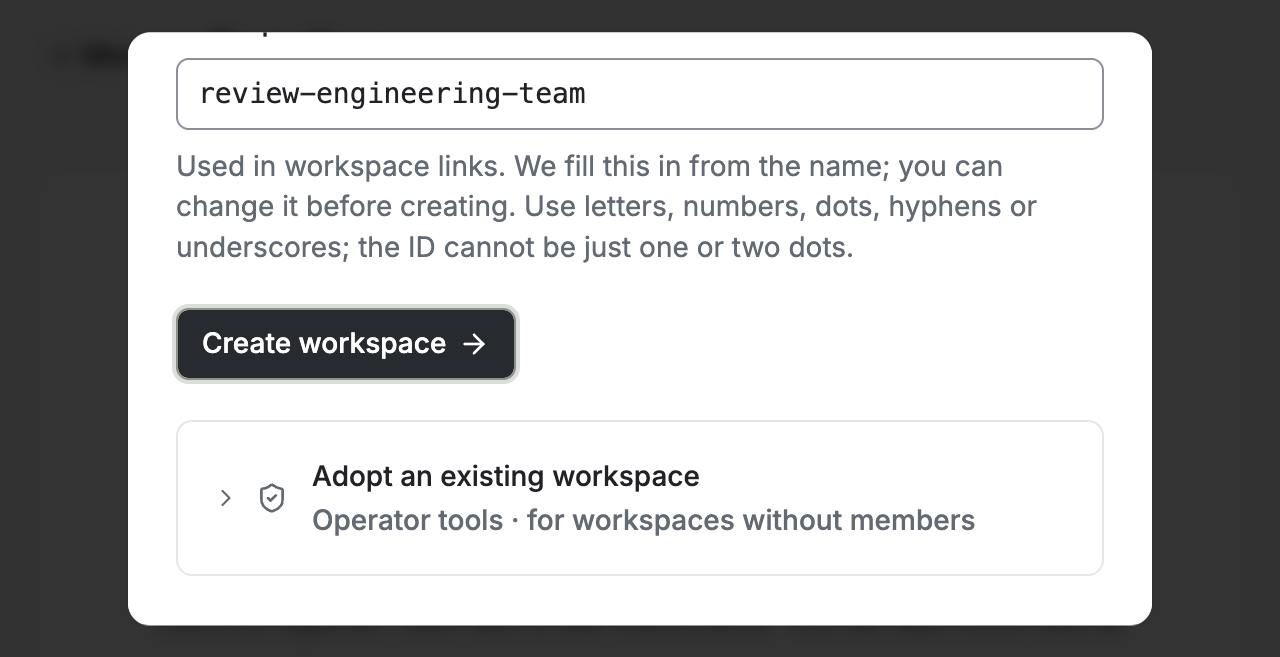 review-engineering-team
Used in workspace links. We fill this in from the name; you can
change it before creating. Use letters, numbers, dots, hyphens or
underscores; the ID cannot be just one or two dots.
Create workspace →
Adopt an existing workspace
Operator tools · for workspaces without members